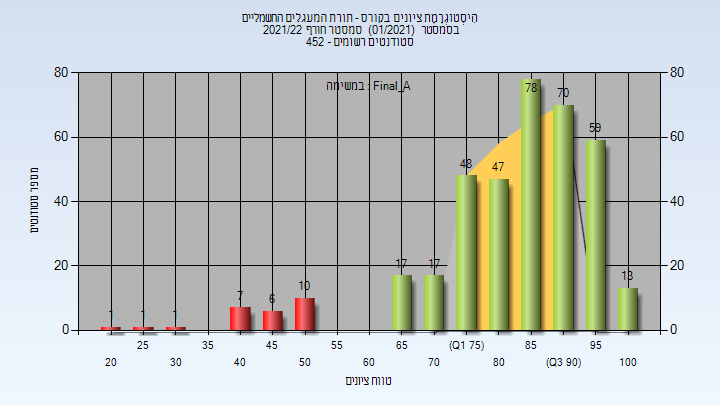 היסטוגרמת ציונים בקורס - תורת המעגלים החשמליים
בסמסטר (01/2021) סמסטר חורף 2021/22
סטודנטים רשומים - 452
במשימה : Final_A
מספר סטודנטים
80 80
60 60
40 40
20 20
0 0
1 1 1 7 6 10 17 17 48 47 78 70 59 13
25 35 45 55 65 (Q1 75) 85 95
20 30 40 50 60 70 80 (Q3 90) 100
טווח ציונים